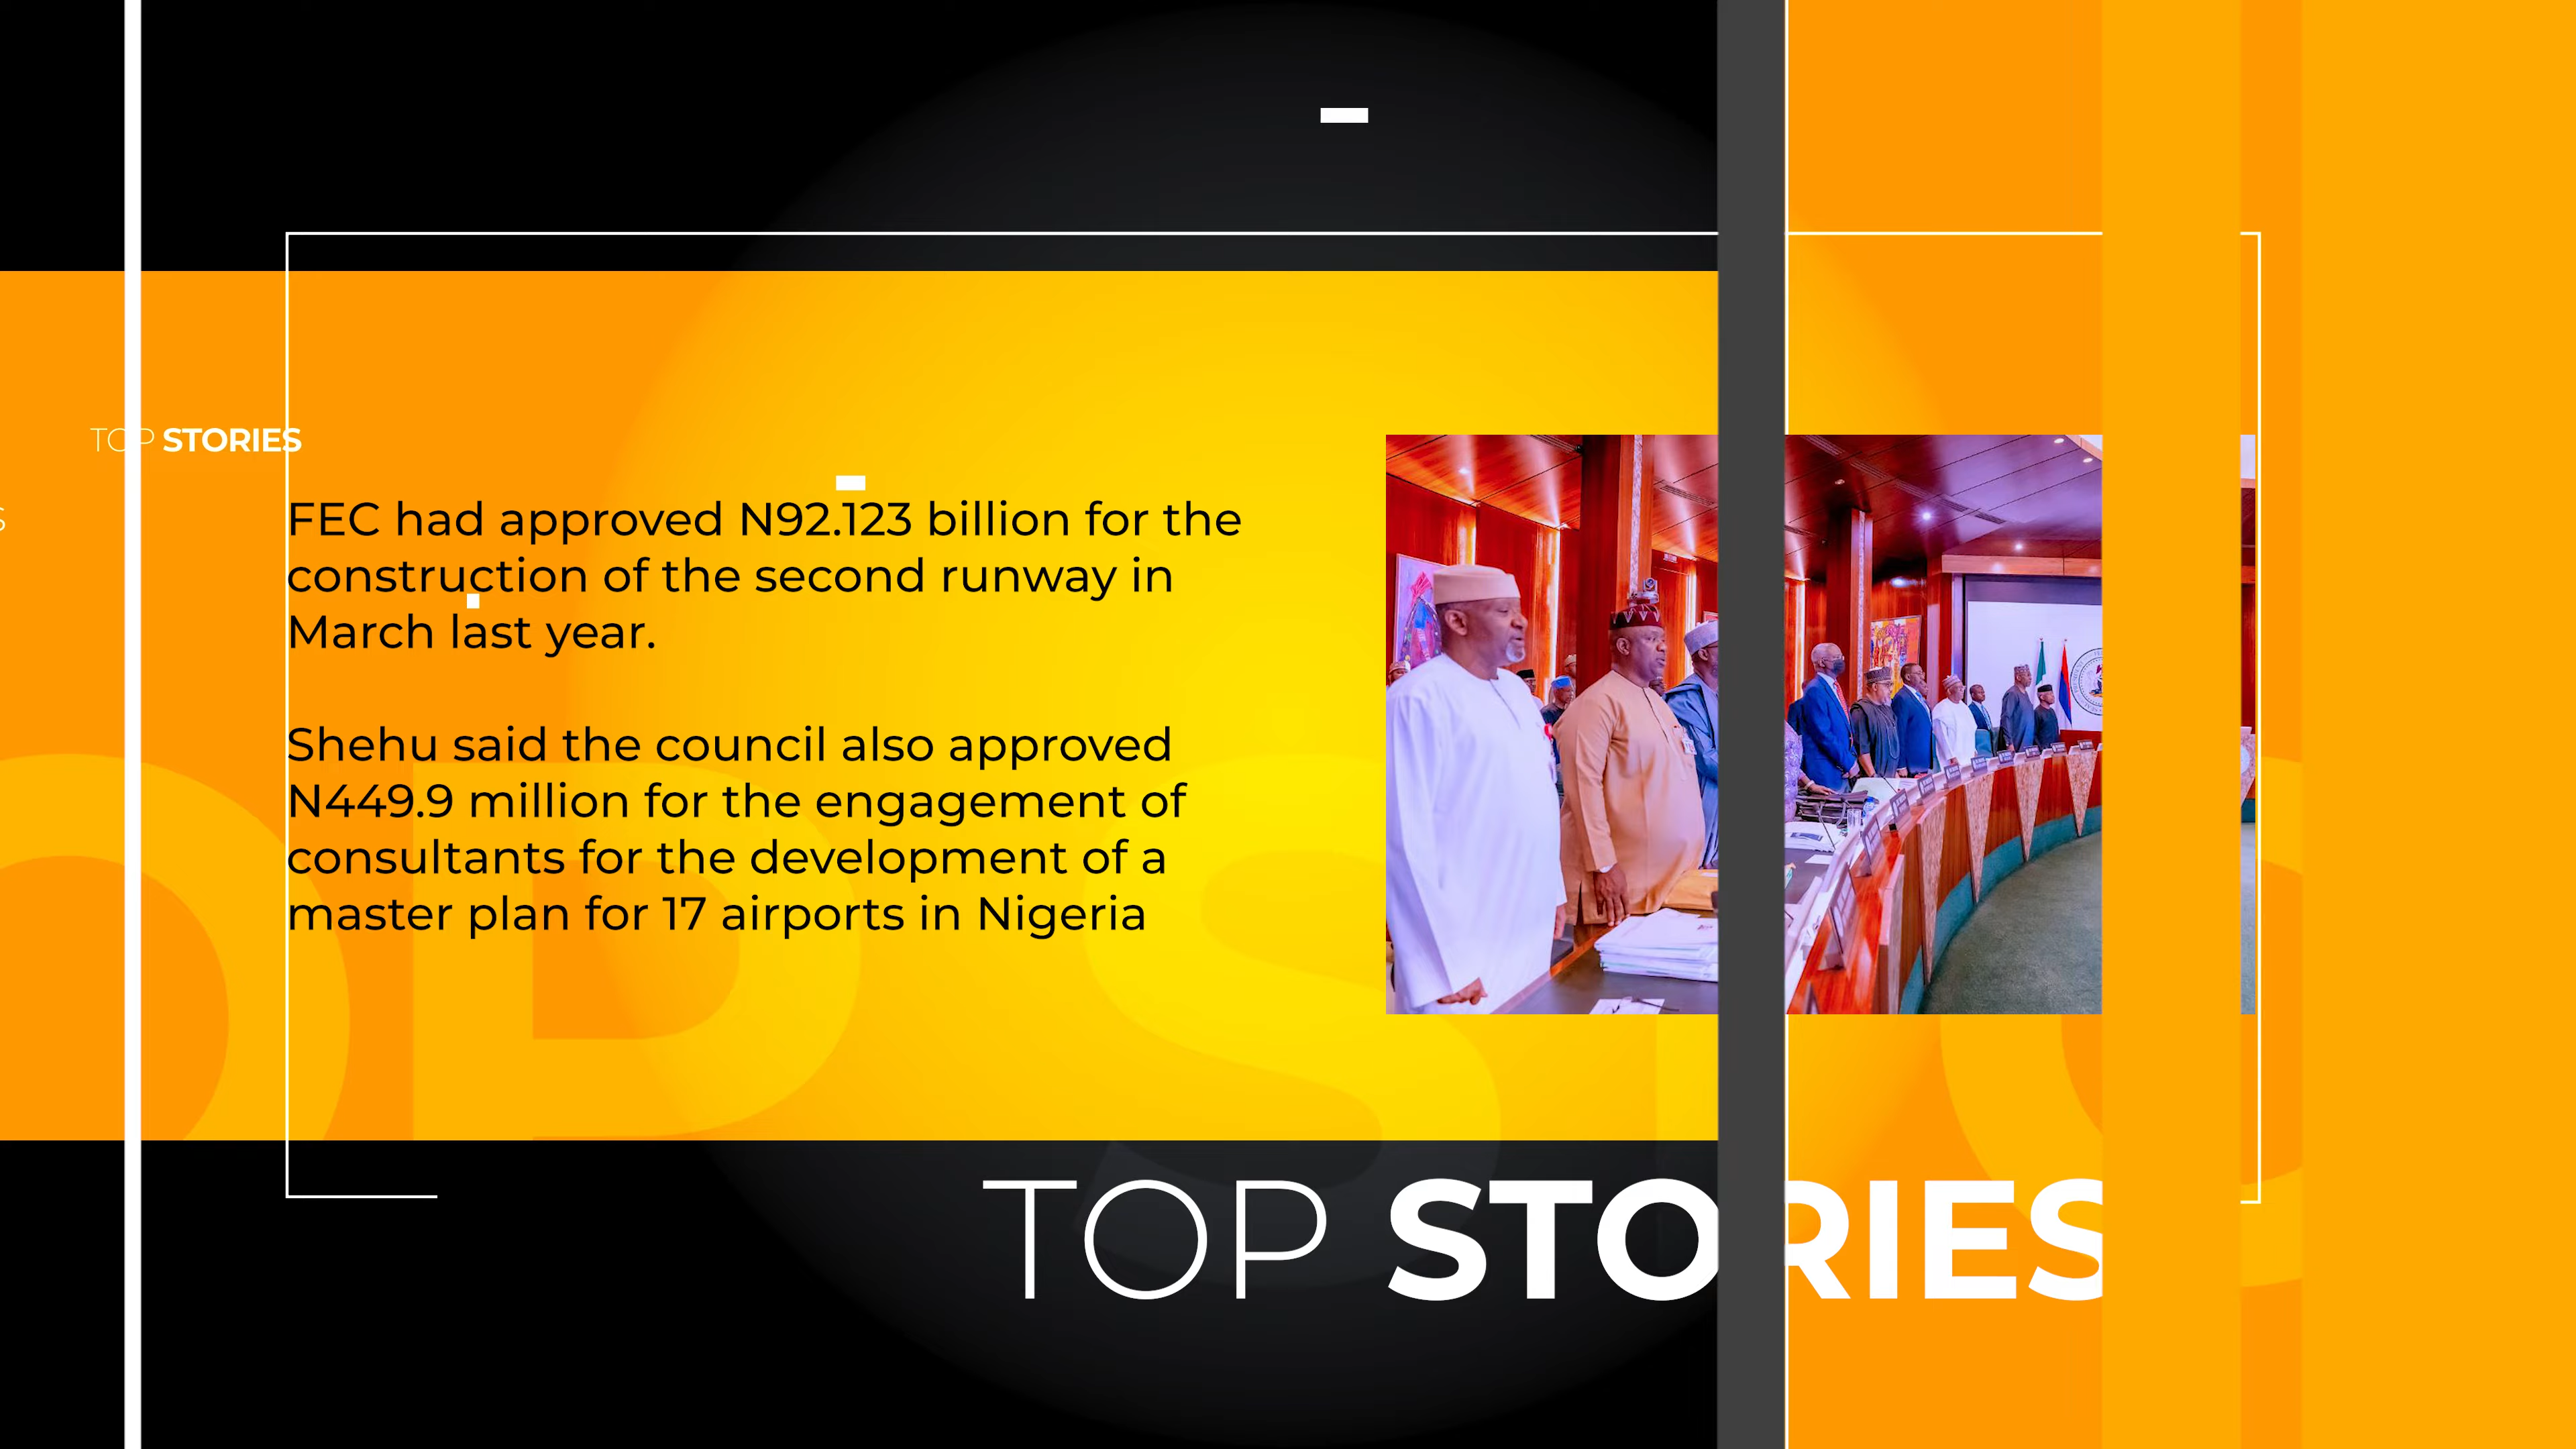 TOP STORIES
FEC had approved N92.123 billion for the
construction of the second runway in
March last year.
Shehu said the council also approved
N449.9 million for the engagement of
consultants for the development of a
master plan for 17 airports in Nigeria
TOP STORIES